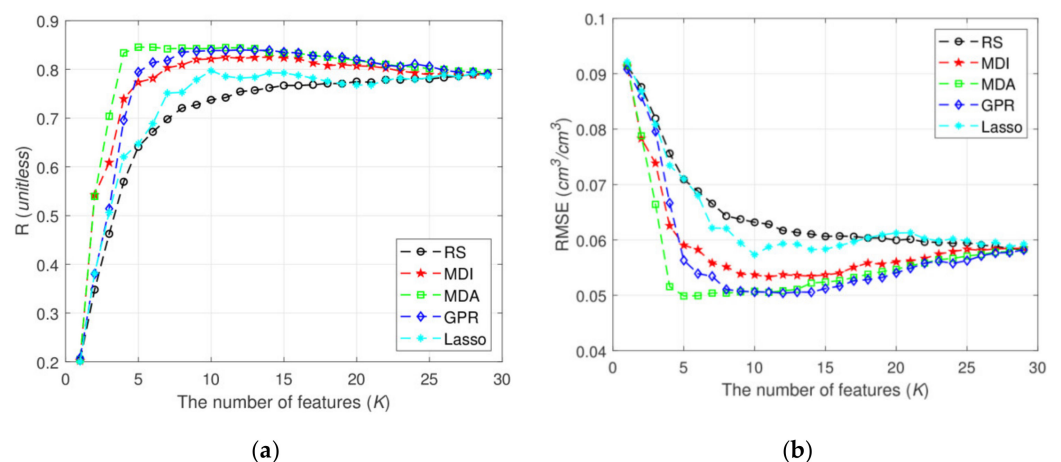 0.9
0.8
0.7
0.6
0.5
0.4
0.3
0.2
R (unitless)
0 5 10 15 20 25 30
The number of features (K)
RS
MDI
MDA
GPR
Lasso
(a)
0.1
0.09
0.08
0.07
0.06
0.05
0.04
RMSE (cm³/cm³)
0 5 10 15 20 25 30
The number of features (K)
RS
MDI
MDA
GPR
Lasso
(b)